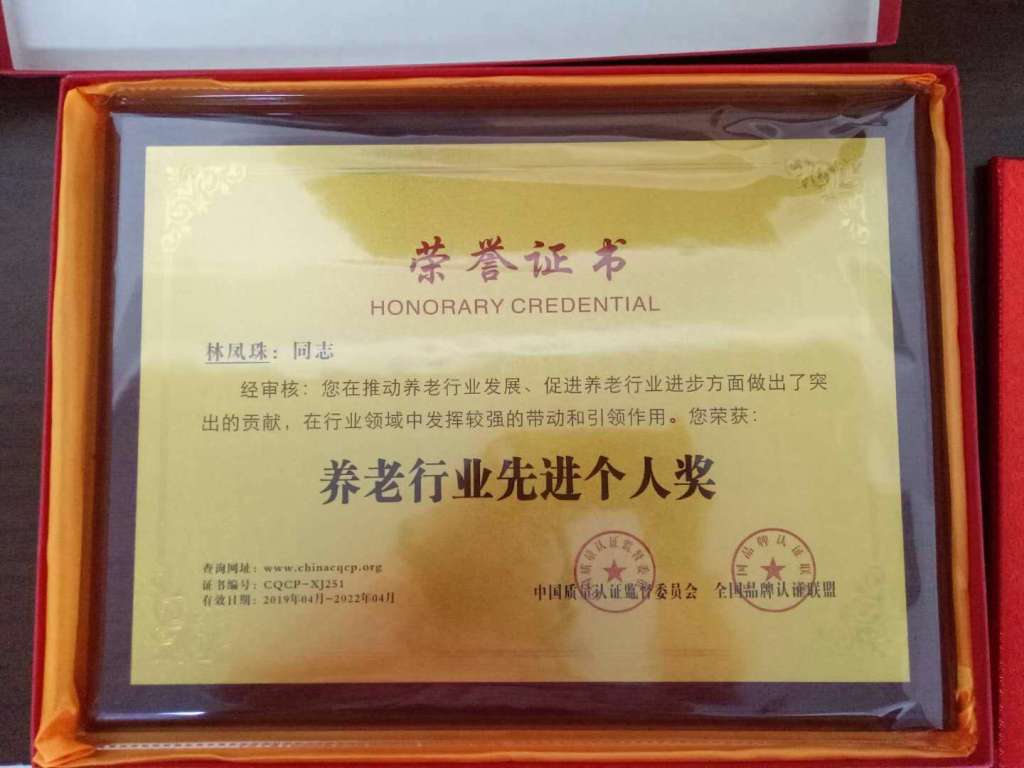 荣誉证书
HONORARY CREDENTIAL
林凤珠：同志
经审核：您在推动养老行业发展、促进养老行业进步方面做出了突
出的贡献，在行业领域中发挥较强的带动和引领作用。您荣获：
养老行业先进个人奖
查询网址：www.chinacqcp.org
证书编号：CQCP-XJ251
有效日期：2019年04月-2022年04月
中国质量认证监督委员会 全国品牌认证联盟